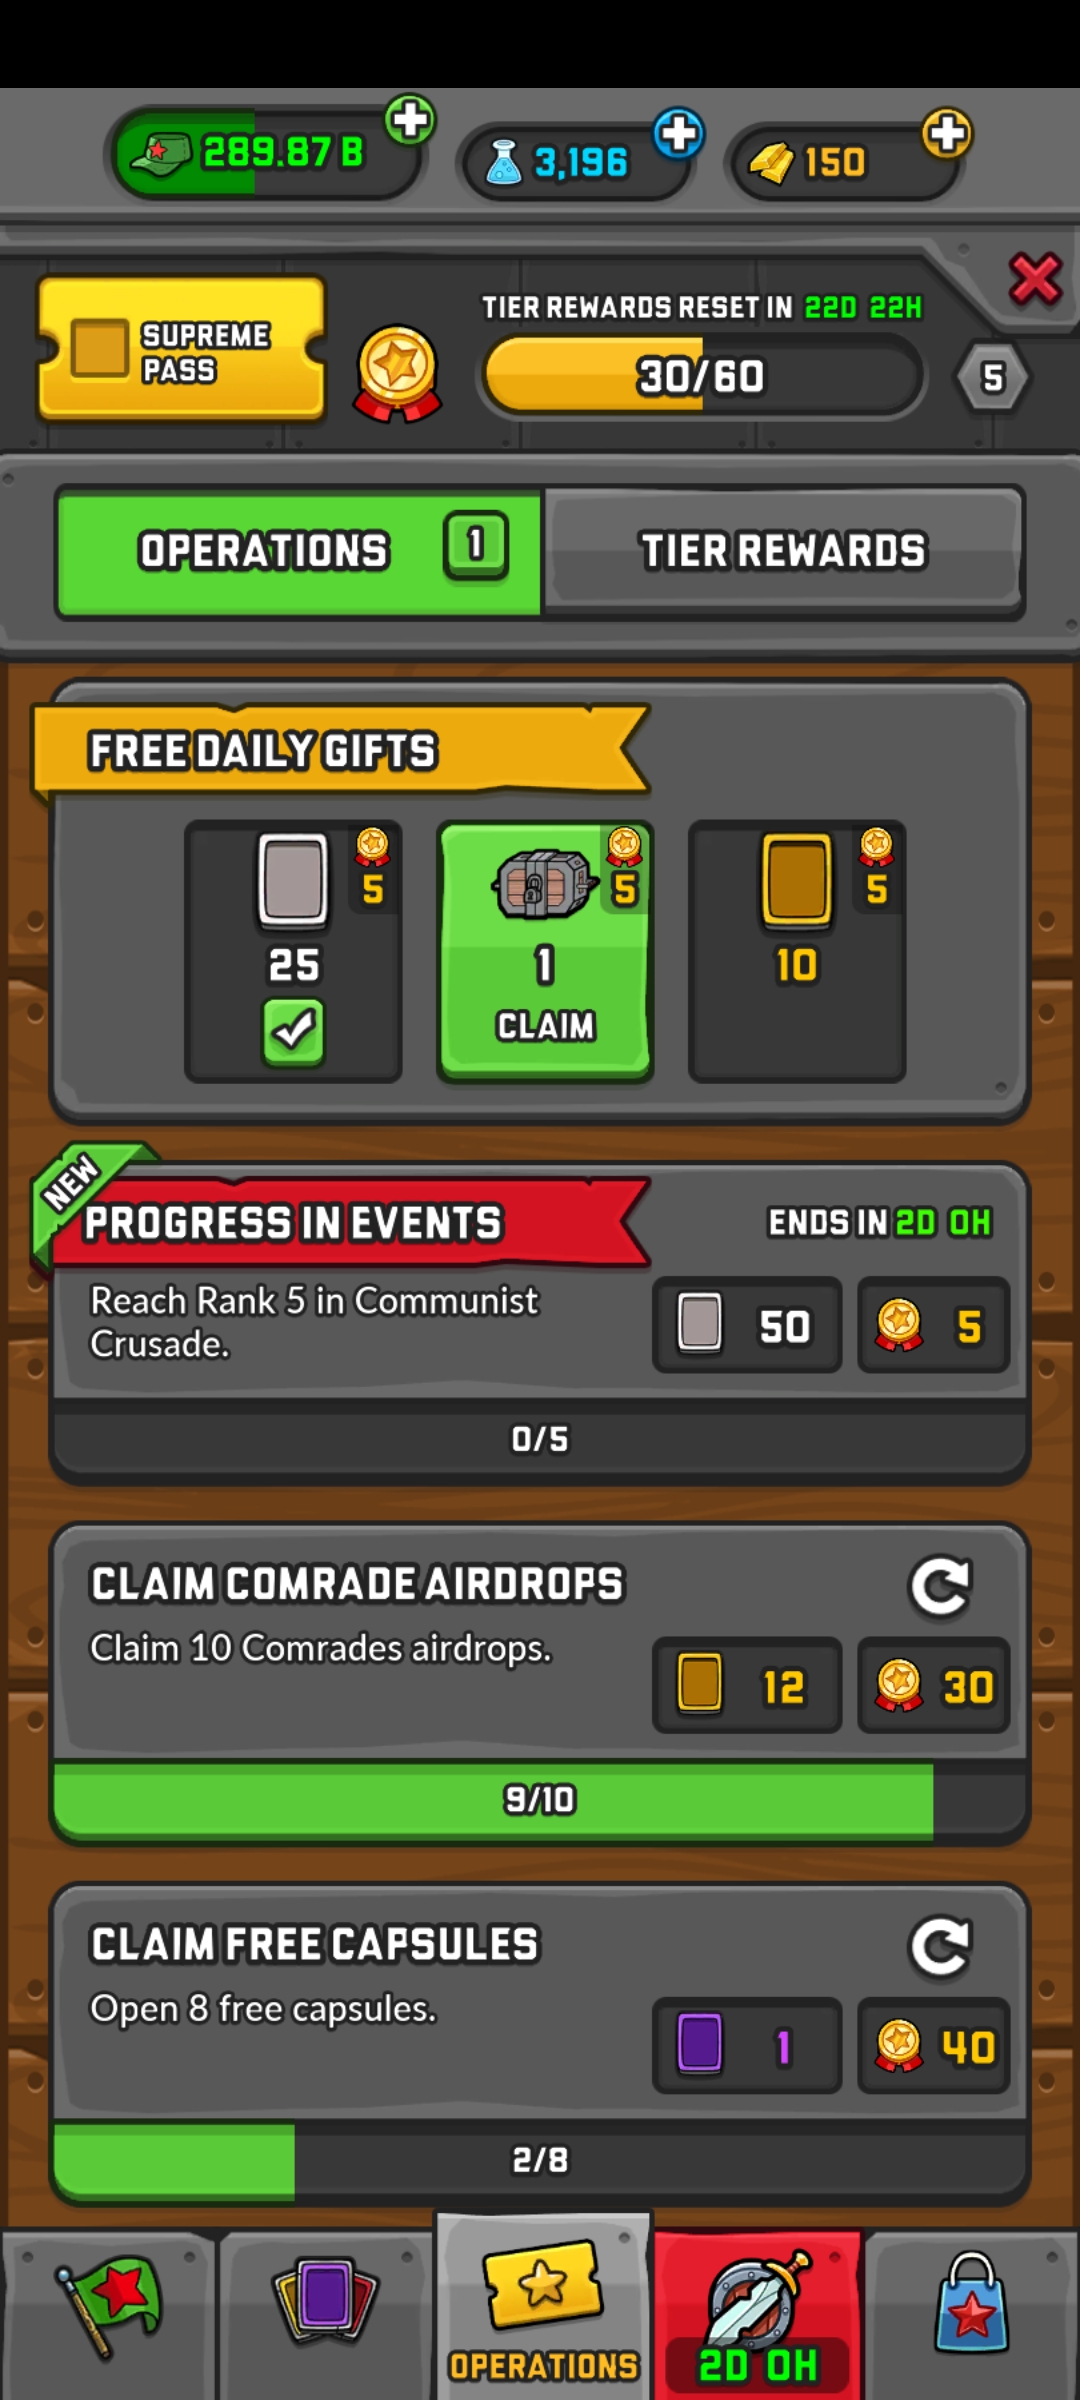 289.87 B
3,196
150
SUPREME
PASS
TIER REWARDS RESET IN 22D 22H
30/60
5
OPERATIONS 1
TIER REWARDS
FREE DAILY GIFTS
5
5
5
25
1
10
CLAIM
NEW
PROGRESS IN EVENTS
ENDS IN 2D 0H
Reach Rank 5 in Communist
Crusade.
50
5
0/5
CLAIM COMRADE AIRDROPS
Claim 10 Comrades airdrops.
12
30
9/10
CLAIM FREE CAPSULES
Open 8 free capsules.
1
40
2/8
OPERATIONS
2D 0H